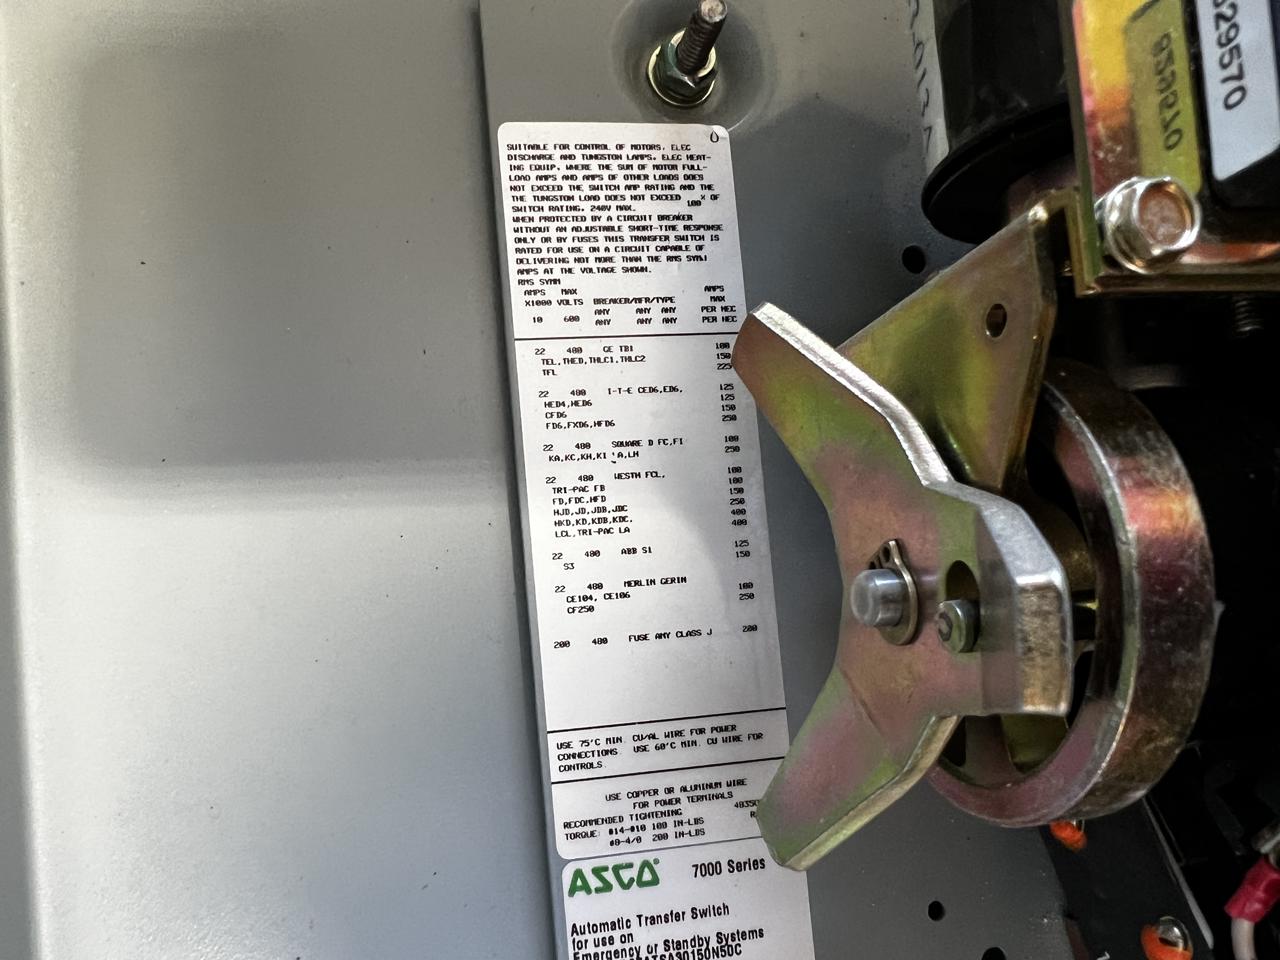 SUITABLE FOR CONTROL OF MOTORS, ELEC
DISCHARGE AND TUNGSTON LAMPS, ELEC HEAT-
ING EQUIP, WHERE THE SUM OF MOTOR FULL-
LOAD AMPS AND AMPS OF OTHER LOADS DOES
NOT EXCEED THE SWITCH AMP RATING AND THE
THE TUNGSTON LOAD DOES NOT EXCEED 100 % OF
SWITCH RATING. 240V MAX.
WHEN PROTECTED BY A CIRCUIT BREAKER
WITHOUT AN ADJUSTABLE SHORT-TIME RESPONSE
ONLY OR BY FUSES THIS TRANSFER SWITCH IS
RATED FOR USE ON A CIRCUIT CAPABLE OF
DELIVERING NOT MORE THAN THE RMS SYM.
AMPS AT THE VOLTAGE SHOWN.
RMS SYMM
AMPS MAX AMPS
X1000 VOLTS BREAKER/MFR/TYPE MAX
ANY ANY ANY PER NEC
10 600 ANY ANY ANY PER NEC
22 480 GE TB1 100
TEL,THED,THLC1,THLC2 150
TFL 225
22 480 I-T-E CED6,ED6, 125
HED4,HED6 125
CFD6 150
FD6,FXD6,HFD6 250
22 480 SQUARE D FC,FI 100
KA,KC,KH,KI A,LH 250
22 480 WESTH FCL, 100
TRI-PAC FB 100
FD,FDC,HFD 150
HJD,JD,JDB,JDC 250
HKD,KD,KDB,KDC, 400
LCL,TRI-PAC LA 400
22 480 ABB S1 125
S3 150
22 480 MERLIN GERIN
CE104, CE106 100
CF250 250
200 480 FUSE ANY CLASS J 200
USE 75°C MIN. CU/AL WIRE FOR POWER
CONNECTIONS. USE 60°C MIN. CU WIRE FOR
CONTROLS.
USE COPPER OR ALUMINUM WIRE
FOR POWER TERMINALS
RECOMMENDED TIGHTENING
TORQUE: #14-#10 100 IN-LBS
#8-4/0 200 IN-LBS
ASCO® 7000 Series
Automatic Transfer Switch
for use on
Emergency or Standby Systems
29570